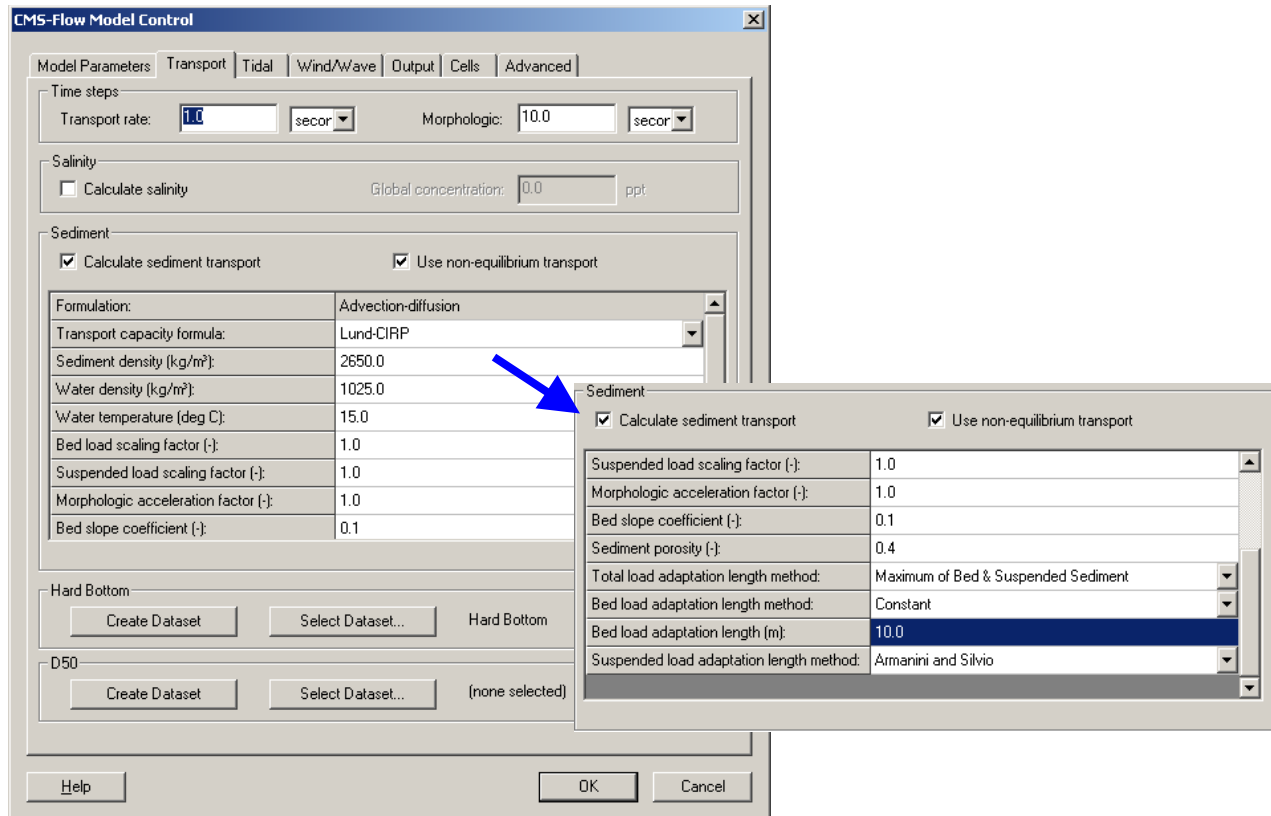 CMS-Flow Model Control
Model Parameters Transport Tidal Wind/Wave Output Cells Advanced
Time steps
Transport rate: 1.0 secor Morphologic: 10.0 secor
Salinity
Calculate salinity Global concentration: 0.0 ppt
Sediment
Calculate sediment transport Use non-equilibrium transport
Formulation: Advection-diffusion
Transport capacity formula: Lund-CIRP
Sediment density (kg/m³): 2650.0
Water density (kg/m³): 1025.0
Water temperature (deg C): 15.0
Bed load scaling factor (-): 1.0
Suspended load scaling factor (-): 1.0
Morphologic acceleration factor (-): 1.0
Bed slope coefficient (-): 0.1
Hard Bottom
Create Dataset Select Dataset... Hard Bottom
D50
Create Dataset Select Dataset... (none selected)
Help OK Cancel
Sediment
Calculate sediment transport Use non-equilibrium transport
Suspended load scaling factor (-): 1.0
Morphologic acceleration factor (-): 1.0
Bed slope coefficient (-): 0.1
Sediment porosity (-): 0.4
Total load adaptation length method: Maximum of Bed & Suspended Sediment
Bed load adaptation length method: Constant
Bed load adaptation length (m): 10.0
Suspended load adaptation length method: Armanini and Silvio